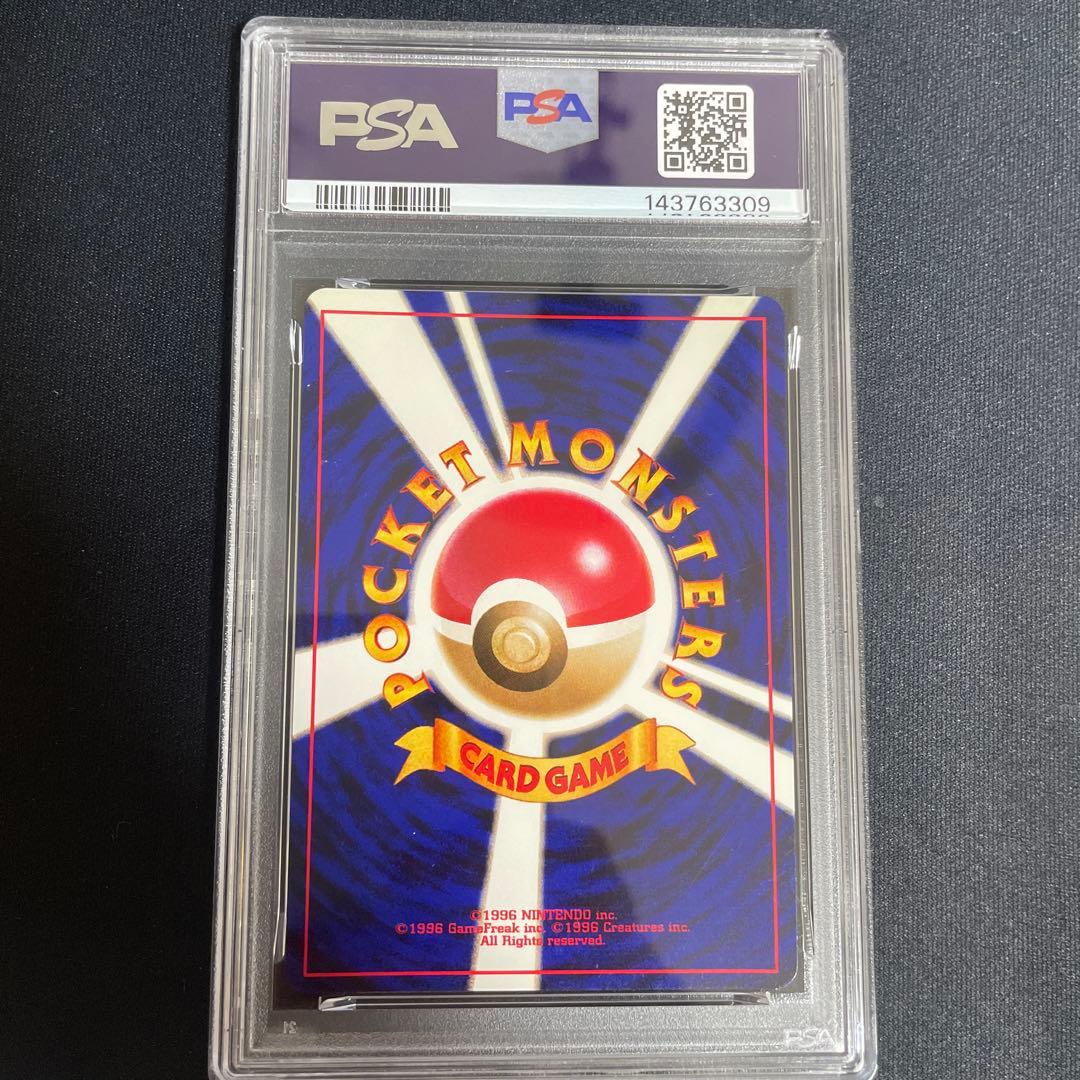 PSA
PSA
143763309
POCKET MONSTERS
CARD GAME
©1996 NINTENDO inc.
©1996 GameFreak inc. ©1996 Creatures inc.
All Rights reserved.
PSA